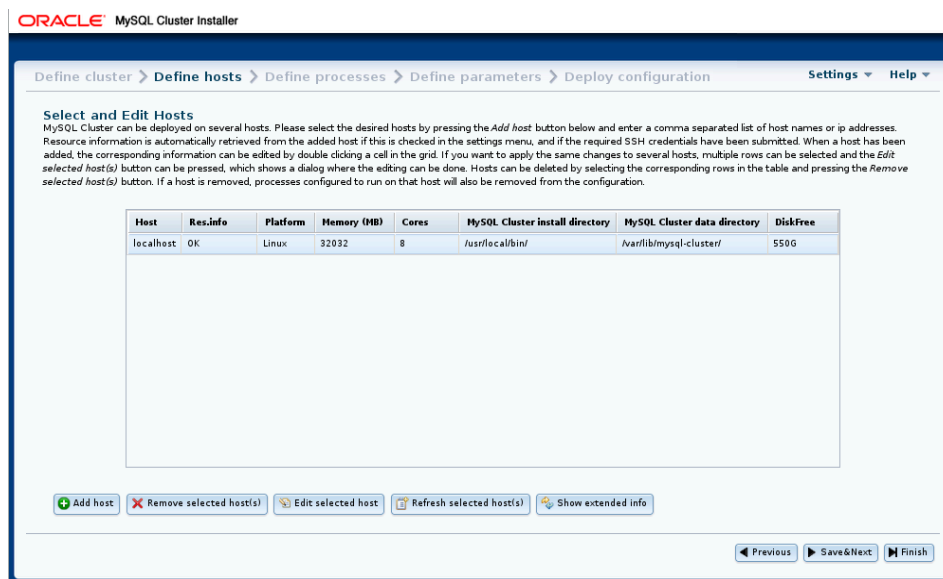 ORACLE® MySQL Cluster Installer
Define cluster > Define hosts > Define processes > Define parameters > Deploy configuration
Settings Help
Select and Edit Hosts
MySQL Cluster can be deployed on several hosts. Please select the desired hosts by pressing the Add host button below and enter a comma separated list of host names or ip addresses.
Resource information is automatically retrieved from the added host if this is checked in the settings menu, and if the required SSH credentials have been submitted. When a host has been
added, the corresponding information can be edited by double clicking a cell in the grid. If you want to apply the same changes to several hosts, multiple rows can be selected and the Edit
selected host(s) button can be pressed, which shows a dialog where the editing can be done. Hosts can be deleted by selecting the corresponding rows in the table and pressing the Remove
selected host(s) button. If a host is removed, processes configured to run on that host will also be removed from the configuration.
Host Res.info Platform Memory (MB) Cores MySQL Cluster install directory MySQL Cluster data directory DiskFree
localhost OK Linux 32032 8 /usr/local/bin/ /var/lib/mysql-cluster/ 550G
Add host Remove selected host(s) Edit selected host Refresh selected host(s) Show extended info
Previous Save&Next Finish